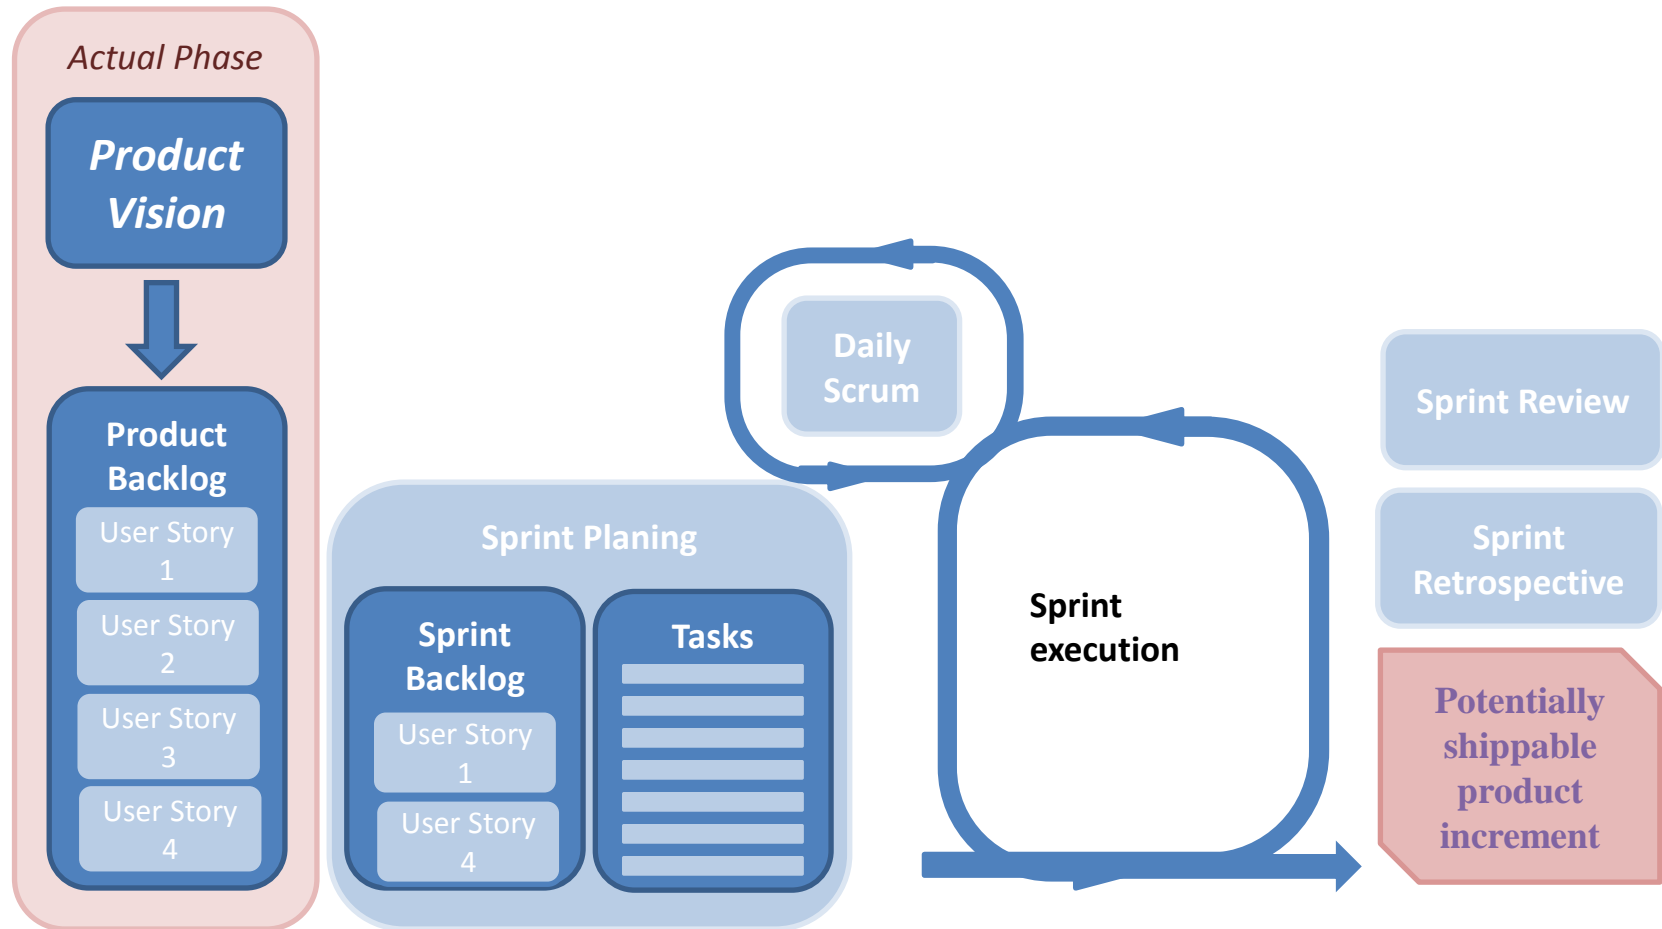 Actual Phase
Product
Vision
Product
Backlog
User Story
1
User Story
2
User Story
3
User Story
4
Sprint Planing
Sprint
Backlog
User Story
1
User Story
4
Tasks
Daily
Scrum
Sprint
execution
Sprint Review
Sprint
Retrospective
Potentially
shippable
product
increment